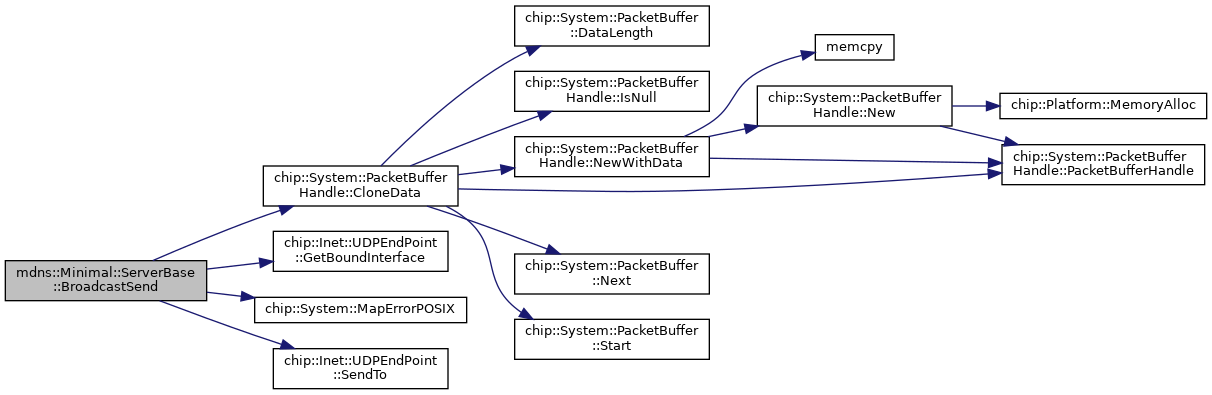 mdns::Minimal::ServerBase
::BroadcastSend
chip::System::PacketBuffer
Handle::CloneData
chip::Inet::UDPEndPoint
::GetBoundInterface
chip::System::MapErrorPOSIX
chip::Inet::UDPEndPoint
::SendTo
chip::System::PacketBuffer
::DataLength
chip::System::PacketBuffer
Handle::IsNull
chip::System::PacketBuffer
Handle::NewWithData
chip::System::PacketBuffer
::Next
chip::System::PacketBuffer
::Start
memcpy
chip::System::PacketBuffer
Handle::New
chip::Platform::MemoryAlloc
chip::System::PacketBuffer
Handle::PacketBufferHandle